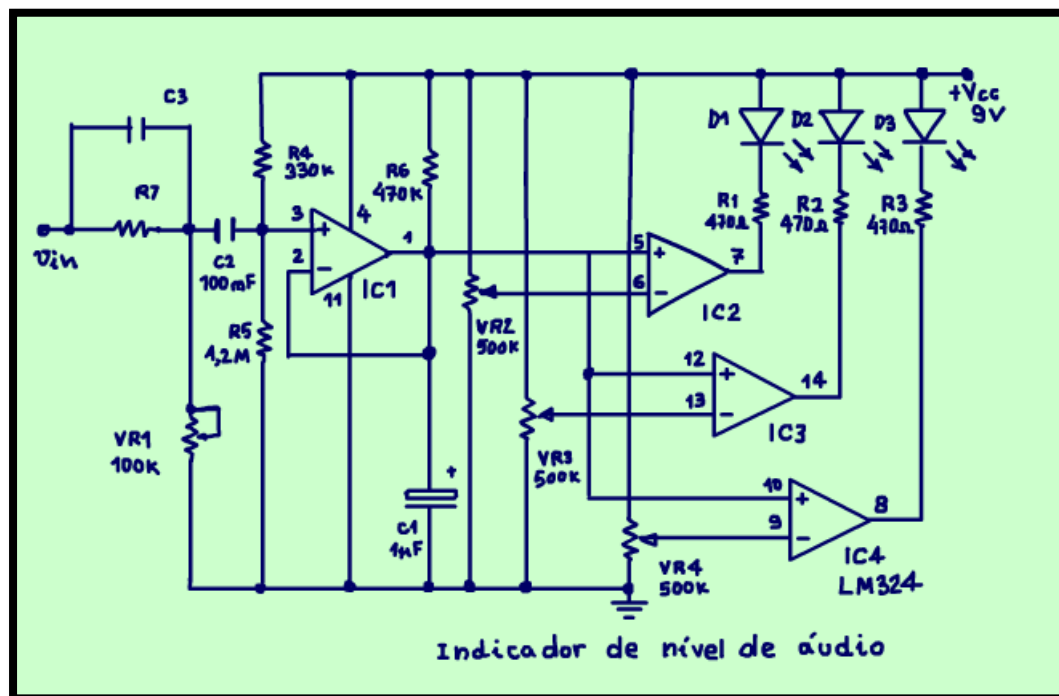 C3
R7
Vin
C2
100mF
VR1
100K
R4
330K
R5
1,2M
3
2
+
-
4
11
1
IC1
R6
470K
C1
+
1µF
VR2
500K
VR3
500K
VR4
500K
5
6
+
-
7
IC2
12
13
+
-
14
IC3
10
9
+
-
8
IC4
LM324
D1
D2
D3
R1
470Ω
R2
470Ω
R3
470Ω
+Vcc
9V
Indicador de nível de áudio